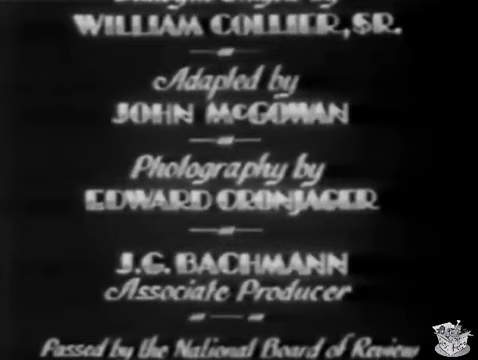 WILLIAM COLLIER, SR.
Adapted by
JOHN McGOWAN
Photography by
EDWARD CRONJAGER
J.G. BACHMANN
Associate Producer
Passed by the National Board of Review